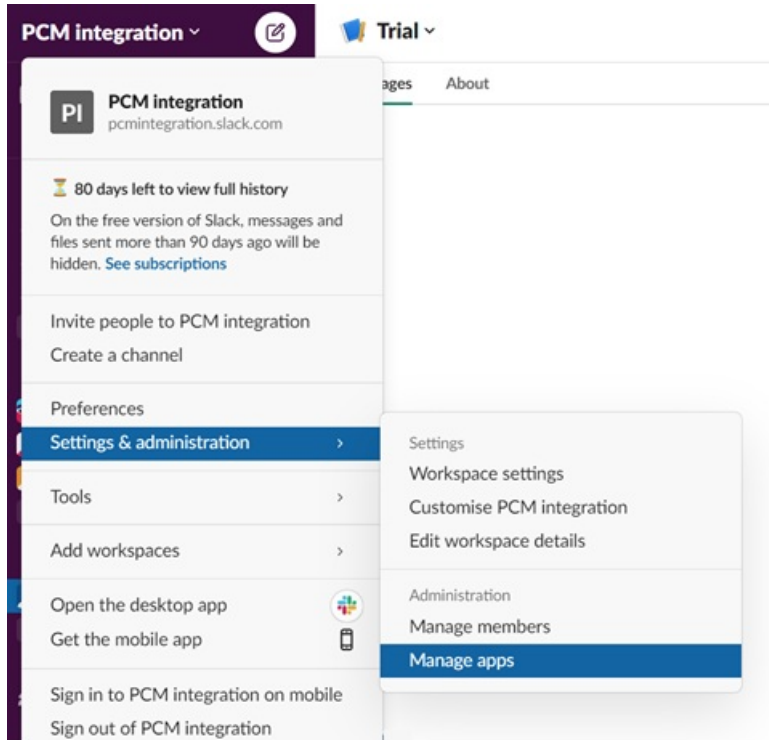 PCM integration
Trial
ages About
PI PCM integration
pcmintegration.slack.com
80 days left to view full history
On the free version of Slack, messages and
files sent more than 90 days ago will be
hidden. See subscriptions
Invite people to PCM integration
Create a channel
Preferences
Settings & administration
Tools
Add workspaces
Open the desktop app
Get the mobile app
Sign in to PCM integration on mobile
Sign out of PCM integration
Settings
Workspace settings
Customise PCM integration
Edit workspace details
Administration
Manage members
Manage apps